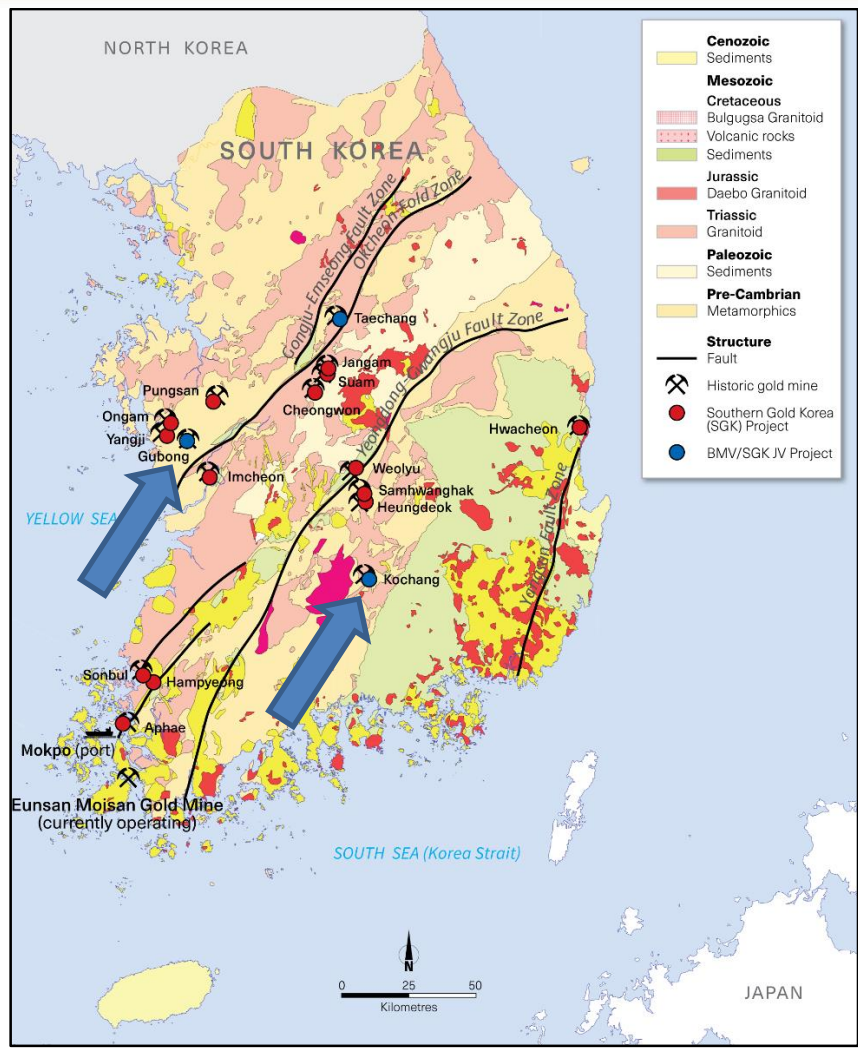 NORTH KOREA
SOUTH KOREA
Cenozoic
Sediments
Mesozoic
Cretaceous
Bulgugsa Granitoid
Volcanic rocks
Sediments
Jurassic
Daebo Granitoid
Triassic
Granitoid
Paleozoic
Sediments
Pre-Cambrian
Metamorphics
Structure
Fault
Historic gold mine
Southern Gold Korea
(SGK) Project
BMV/SGK JV Project
Gongju-Emseong Fault Zone
Okcheon Fold Zone
Yeongdong-Gwangju Fault Zone
Yangsan Fault Zone
Taechang
Jangam
Suam
Cheongwon
Pungsan
Ongam
Yangji
Gubong
Imcheon
Hwacheon
Weolyu
Samhwanghak
Heungdeok
Kochang
YELLOW SEA
Sonbul
Hampyeong
Aphae
Mokpo (port)
Eunsan Moisan Gold Mine
(currently operating)
SOUTH SEA (Korea Strait)
N
0 25 50
Kilometres
JAPAN